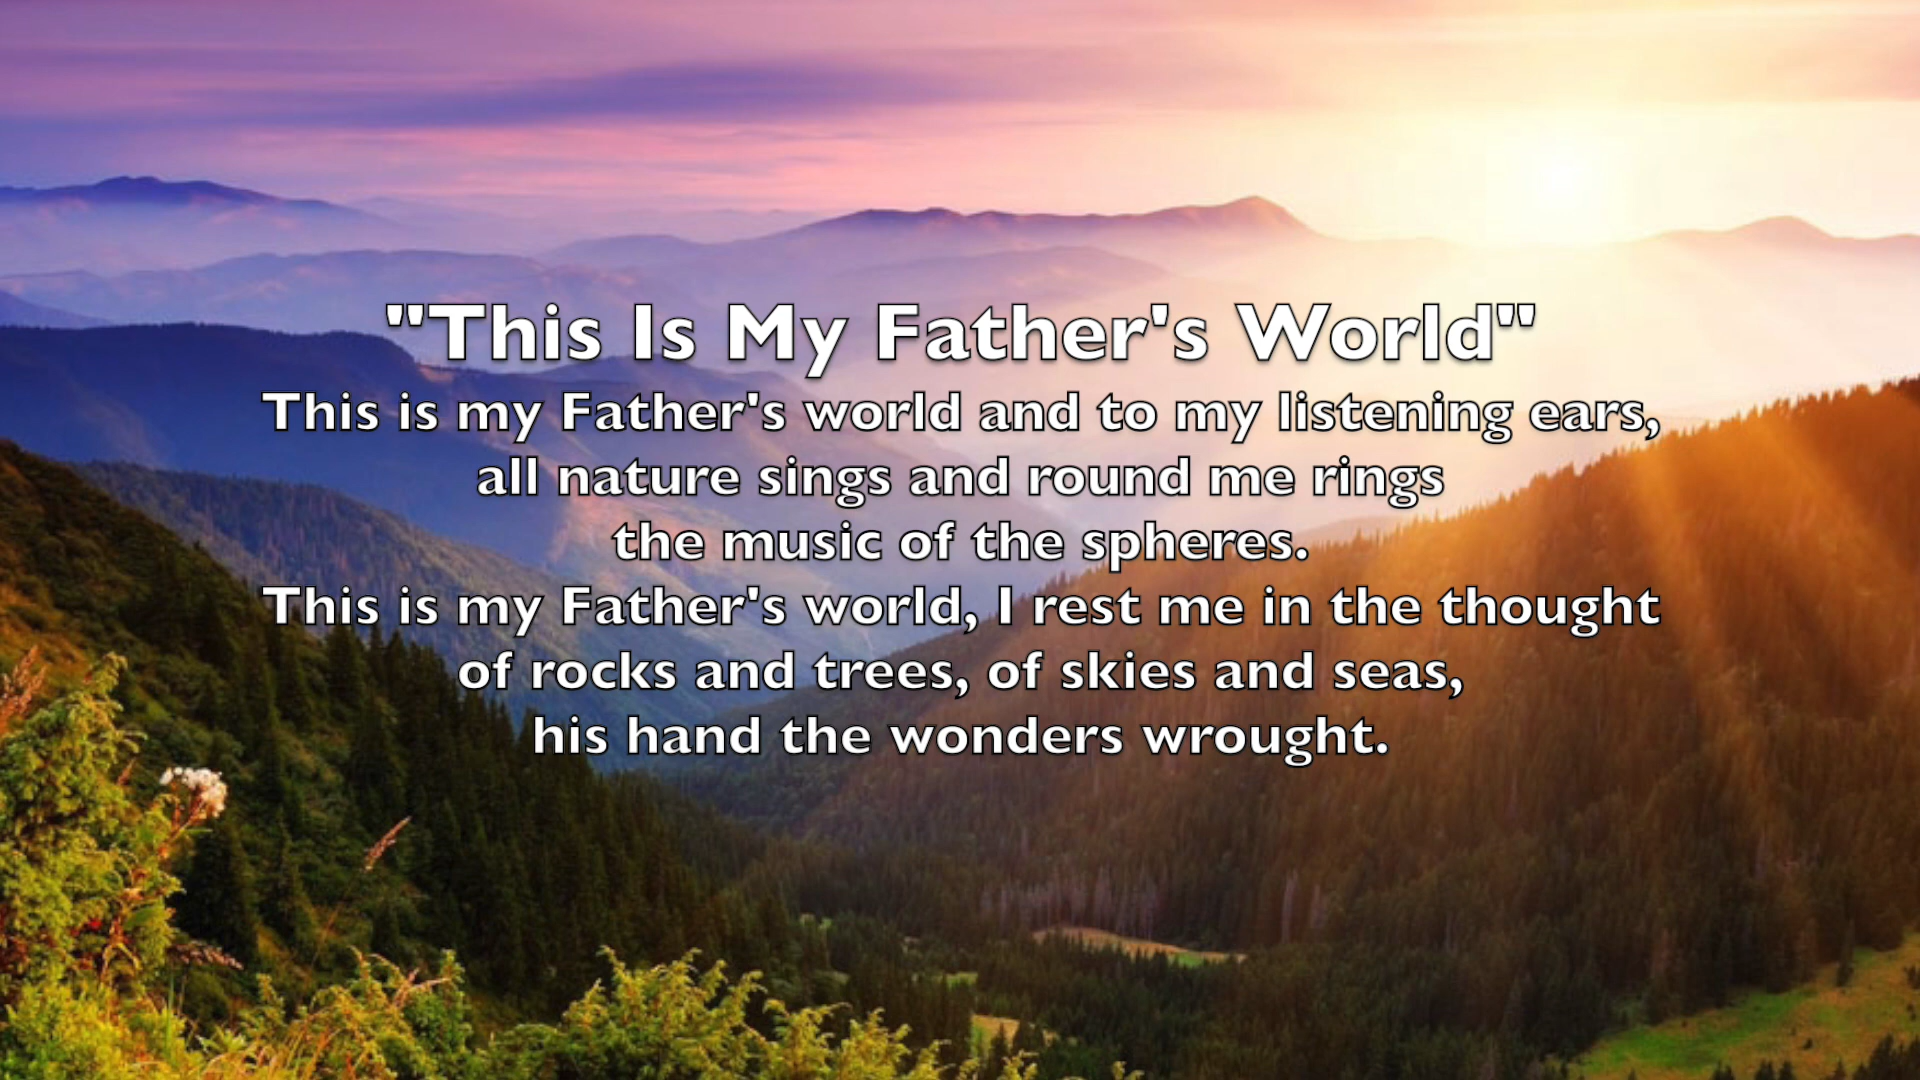 "This Is My Father's World"
This is my Father's world and to my listening ears,
all nature sings and round me rings
the music of the spheres.
This is my Father's world, I rest me in the thought
of rocks and trees, of skies and seas,
his hand the wonders wrought.